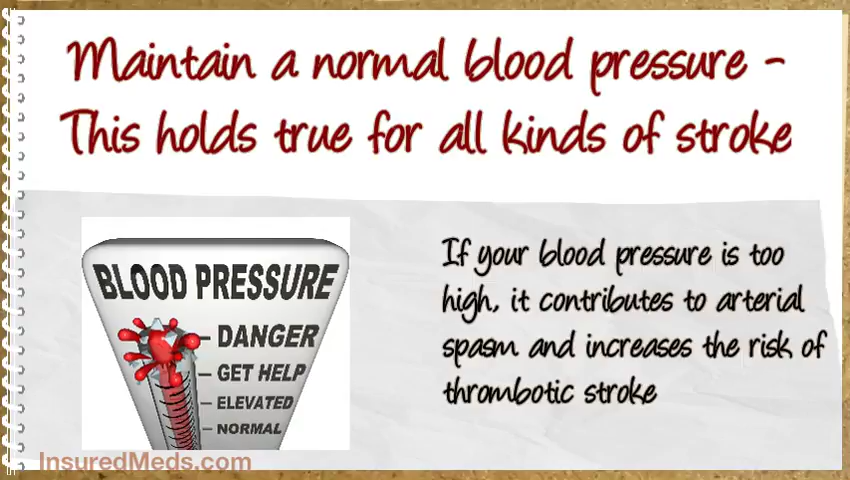 Maintain a normal blood pressure -
This holds true for all kinds of stroke
BLOOD PRESSURE
DANGER
GET HELP
ELEVATED
NORMAL
If your blood pressure is too
high, it contributes to arterial
spasm and increases the risk of
thrombotic stroke
InsuredMeds.com